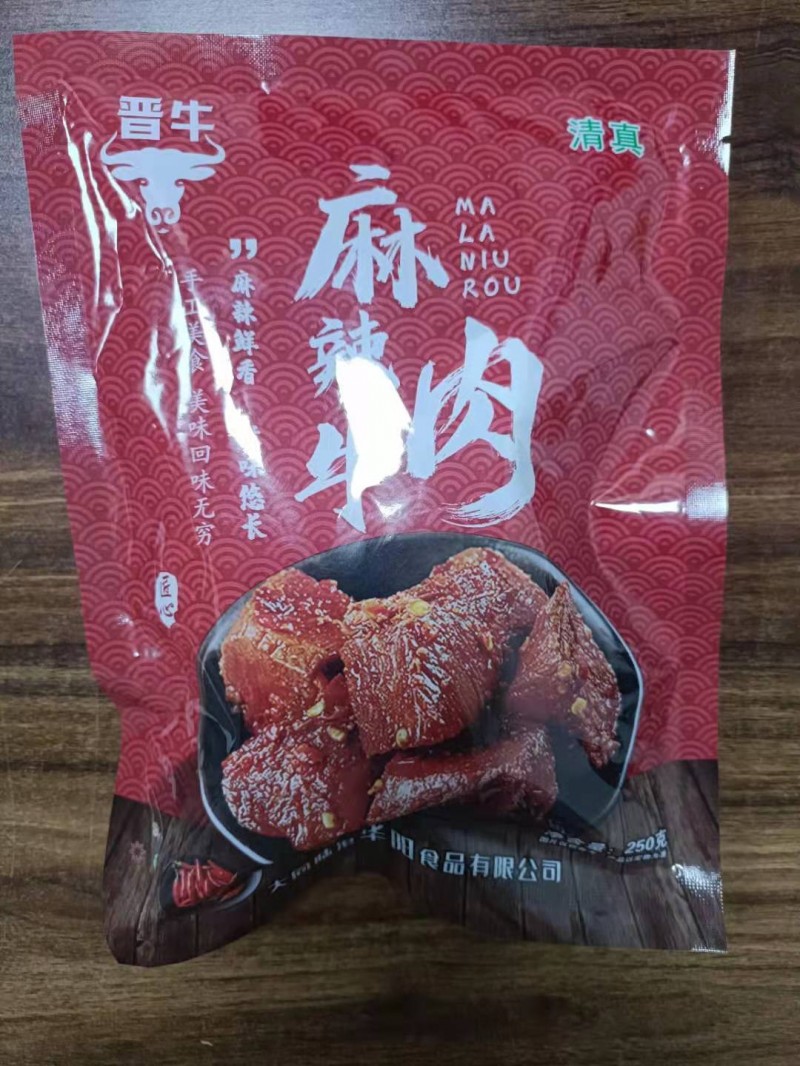 晋牛
清真
麻辣牛肉
MA
LA
NIU
ROU
麻辣鲜香
味悠长
手工美食 美味回味无穷
匠心
华阳食品有限公司
250克